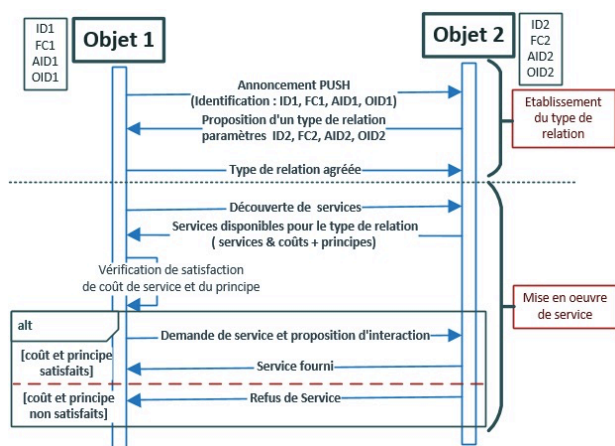 ID1
FC1
AID1
OID1
Objet 1
Objet 2
ID2
FC2
AID2
OID2
Annoncement PUSH
(Identification : ID1, FC1, AID1, OID1)
Proposition d'un type de relation
paramètres ID2, FC2, AID2, OID2
Type de relation agréée
Etablissement
du type de
relation
Découverte de services
Services disponibles pour le type de relation
( services & coûts + principes)
Vérification de satisfaction
de coût de service et du principe
Mise en oeuvre
de service
alt
Demande de service et proposition d'interaction
[coût et principe
satisfaits]
Service fourni
[coût et principe
non satisfaits]
Refus de Service